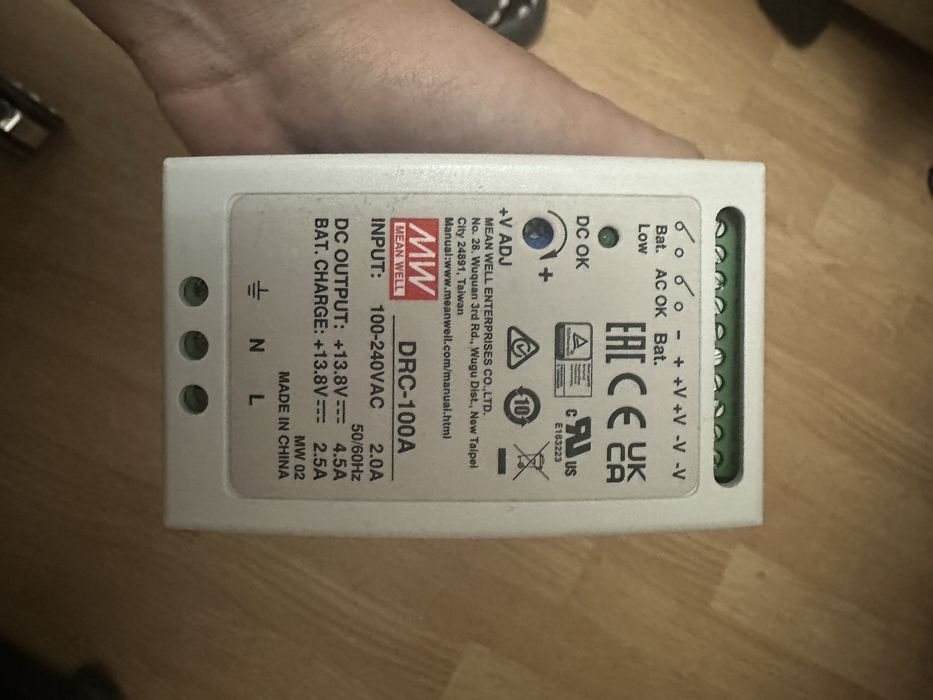 - + +V +V -V -V
Bat. Low AC OK Bat.
EAC CE UK CA
DC OK
c RU US
E183223
+
+V ADJ
10
MEAN WELL ENTERPRISES CO.,LTD.
No. 28, Wuquan 3rd Rd., Wugu Dist., New Taipei
City 24891, Taiwan
Manual:www.meanwell.com/manual.html
MW
MEAN WELL
DRC-100A
INPUT: 100-240VAC 2.0A
50/60Hz
DC OUTPUT: +13.8V 4.5A
BAT. CHARGE: +13.8V 2.5A
MW 02
MADE IN CHINA
N L